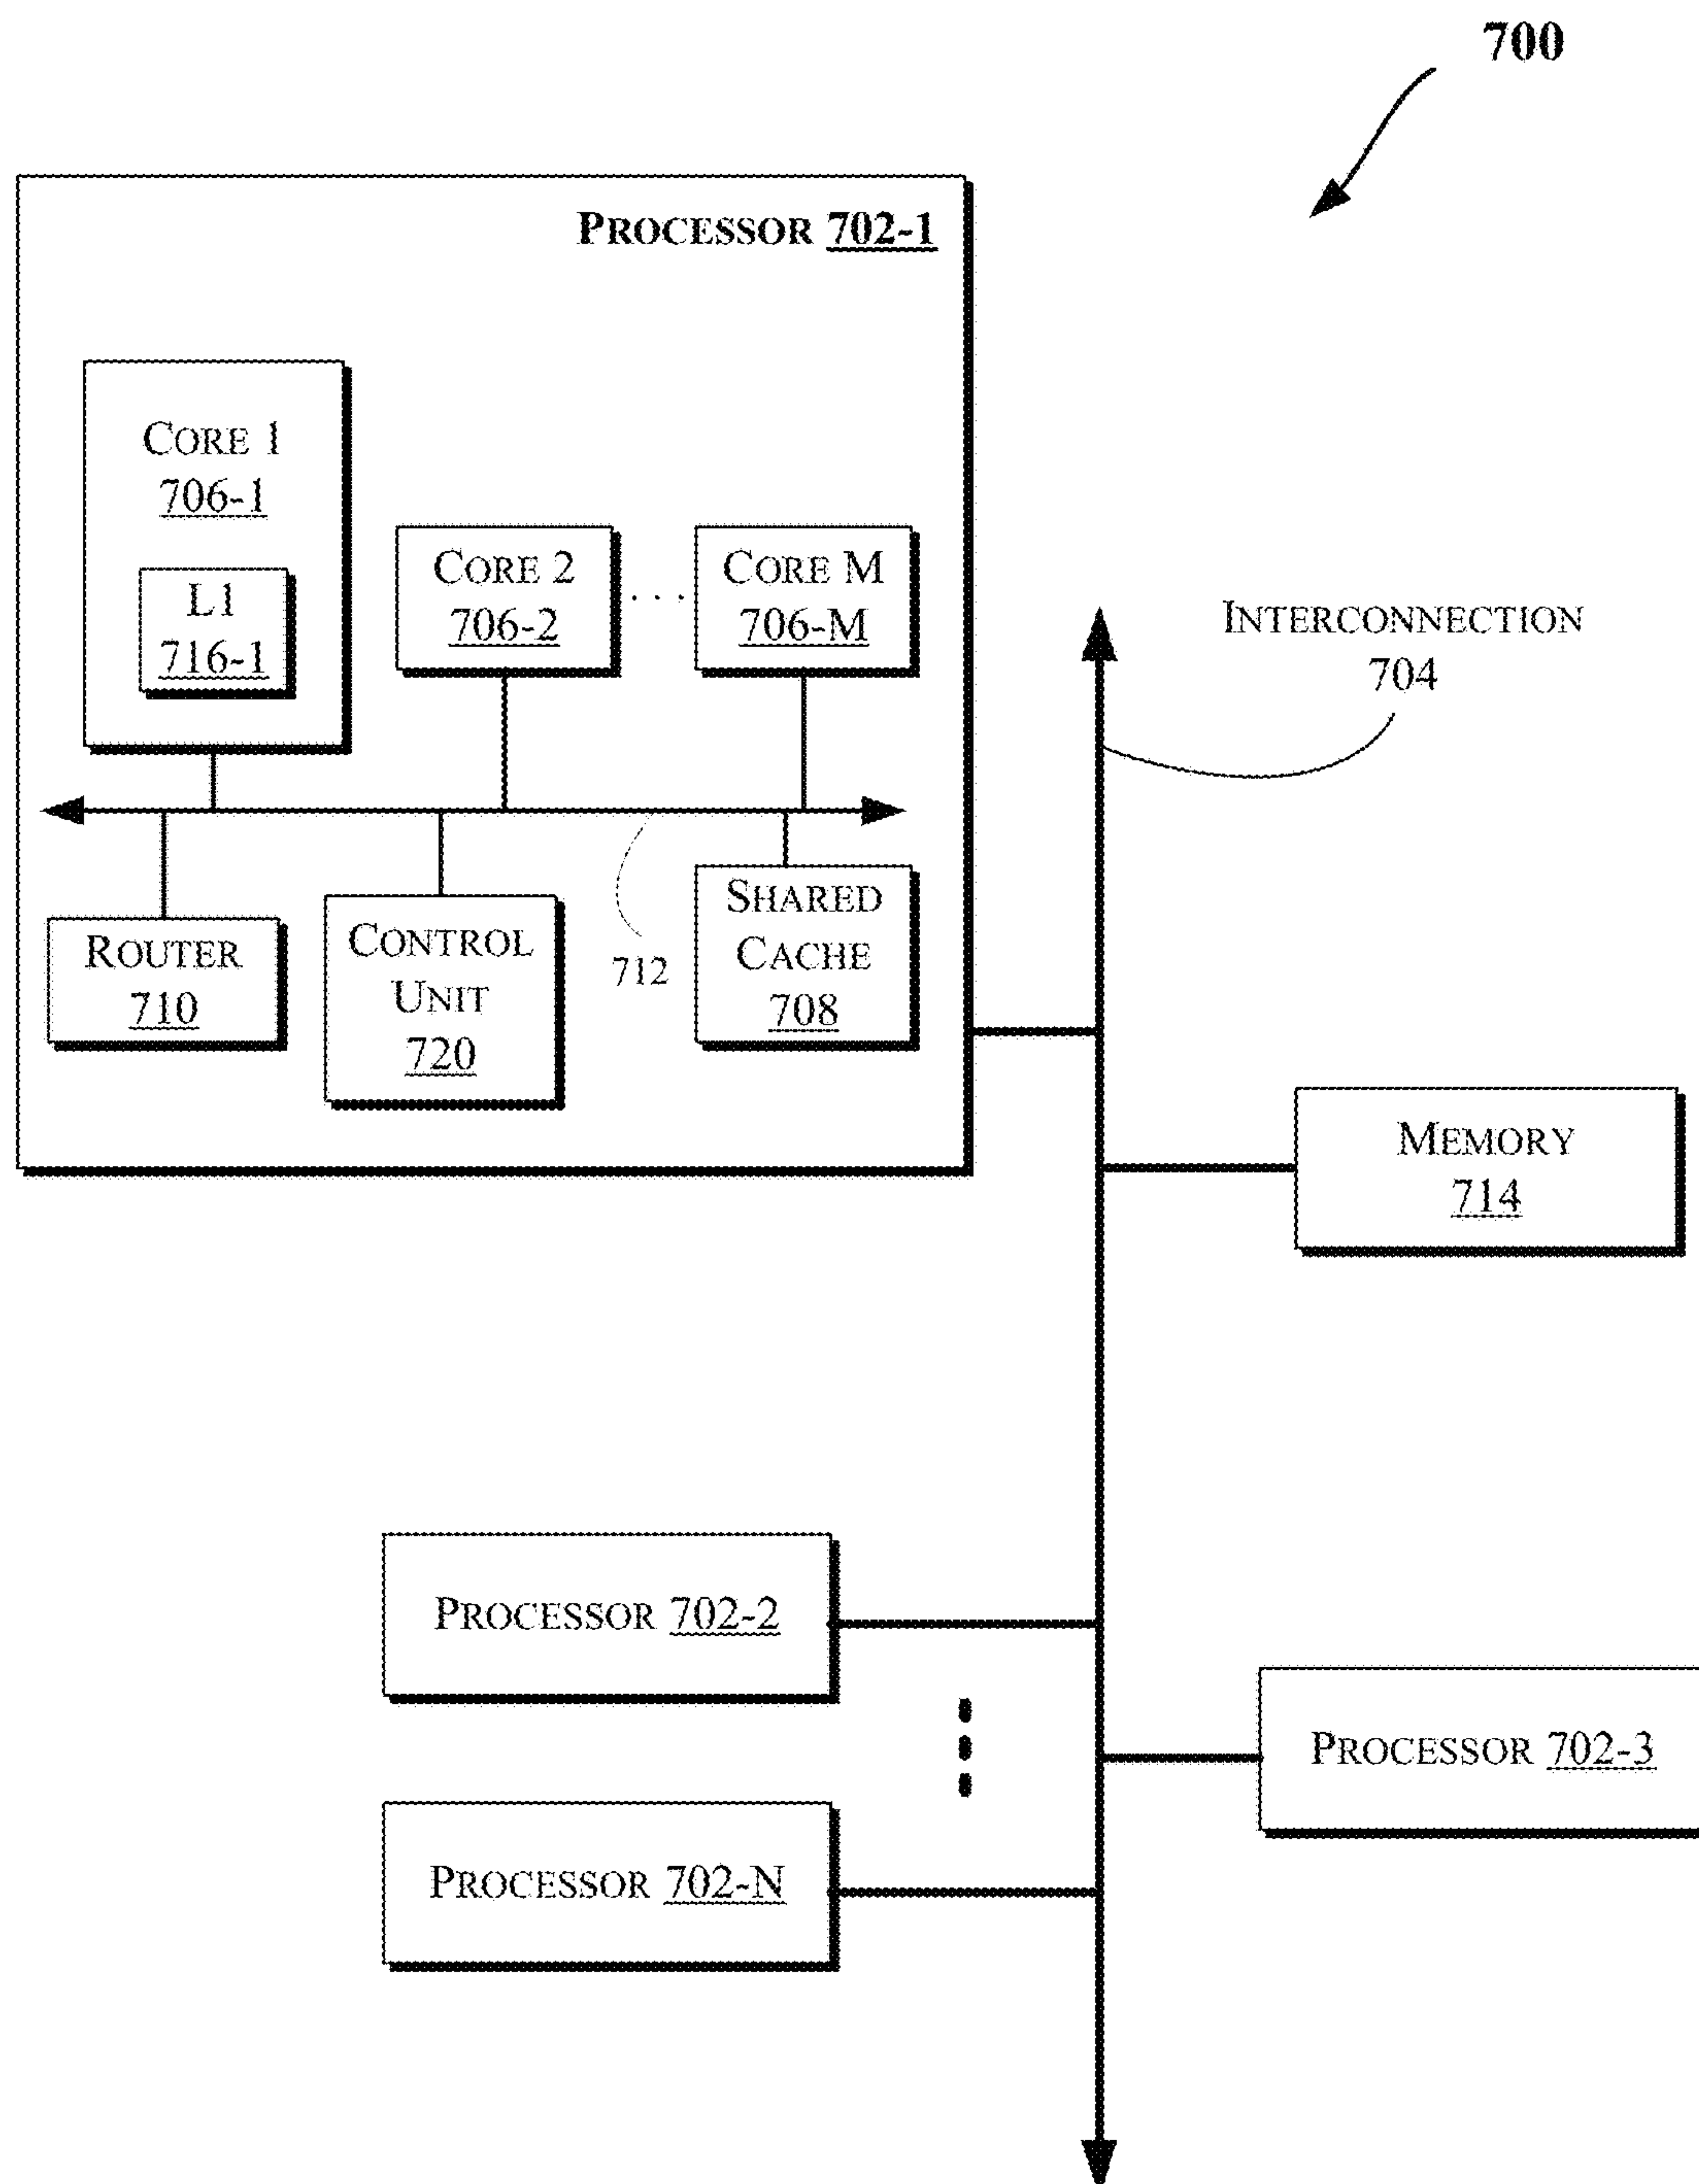 700
PROCESSOR 702-1
CORE 1
706-1
L1
716-1
CORE 2
706-2
. . .
CORE M
706-M
INTERCONNECTION
704
ROUTER
710
CONTROL
UNIT
720
712
SHARED
CACHE
708
MEMORY
714
PROCESSOR 702-2
PROCESSOR 702-3
PROCESSOR 702-N